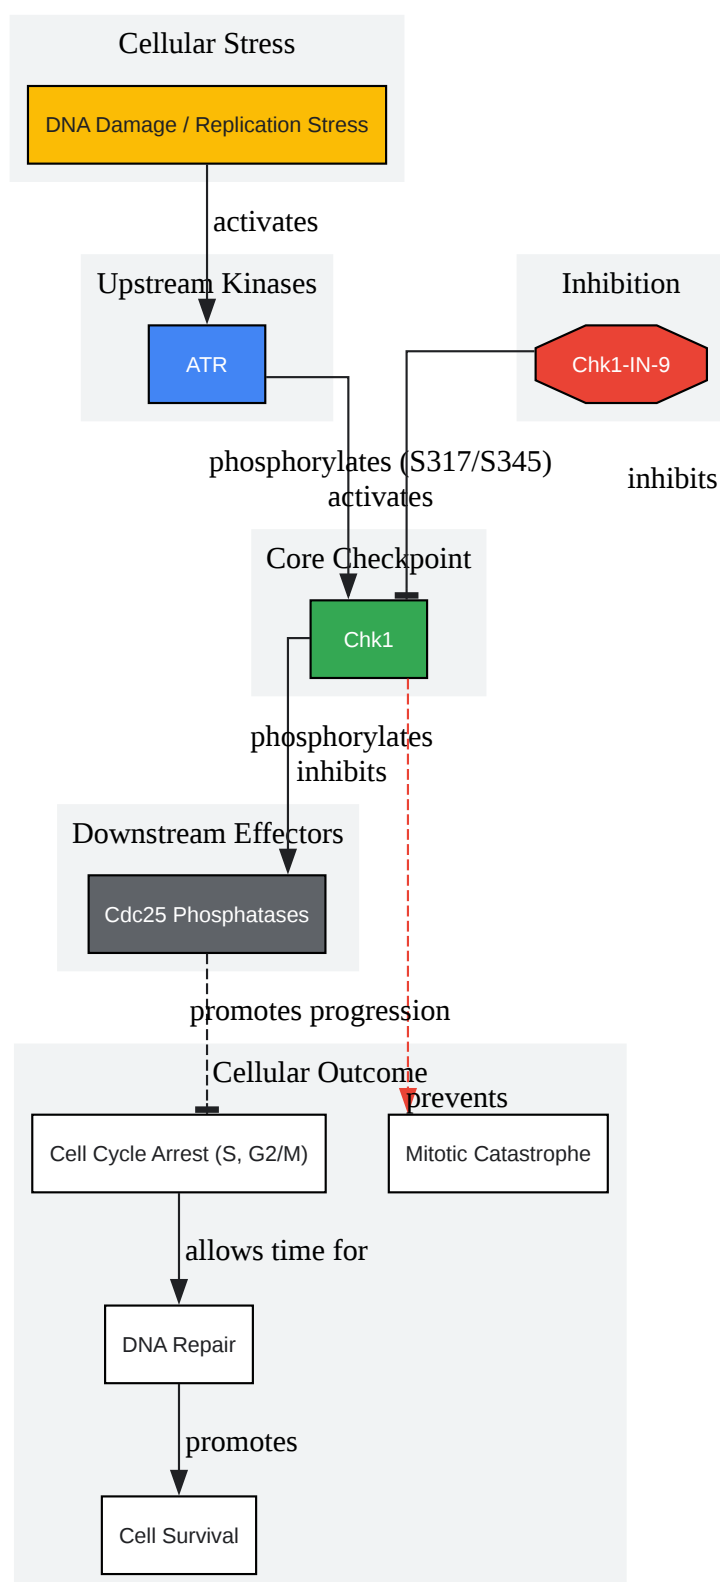 Cellular Stress
DNA Damage / Replication Stress
activates
Upstream Kinases
Inhibition
ATR
Chk1-IN-9
phosphorylates (S317/S345)
activates
inhibits
Core Checkpoint
Chk1
phosphorylates
inhibits
Downstream Effectors
Cdc25 Phosphatases
promotes progression
Cellular Outcome
prevents
Cell Cycle Arrest (S, G2/M)
Mitotic Catastrophe
allows time for
DNA Repair
promotes
Cell Survival